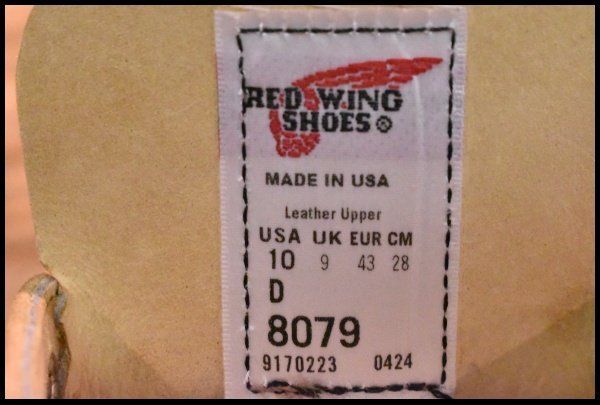 RED WING
SHOES ®
MADE IN USA
Leather Upper
USA UK EUR CM
10 9 43 28
D
8079
9170223 0424